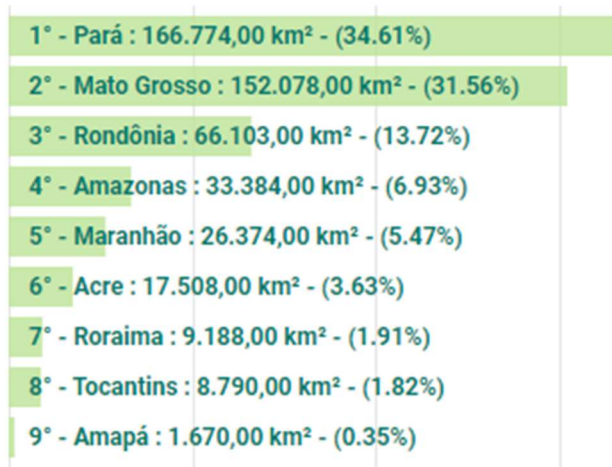 1° - Pará : 166.774,00 km² - (34.61%)
2° - Mato Grosso : 152.078,00 km² - (31.56%)
3° - Rondônia : 66.103,00 km² - (13.72%)
4° - Amazonas : 33.384,00 km² - (6.93%)
5° - Maranhão : 26.374,00 km² - (5.47%)
6° - Acre : 17.508,00 km² - (3.63%)
7° - Roraima : 9.188,00 km² - (1.91%)
8° - Tocantins : 8.790,00 km² - (1.82%)
9° - Amapá : 1.670,00 km² - (0.35%)